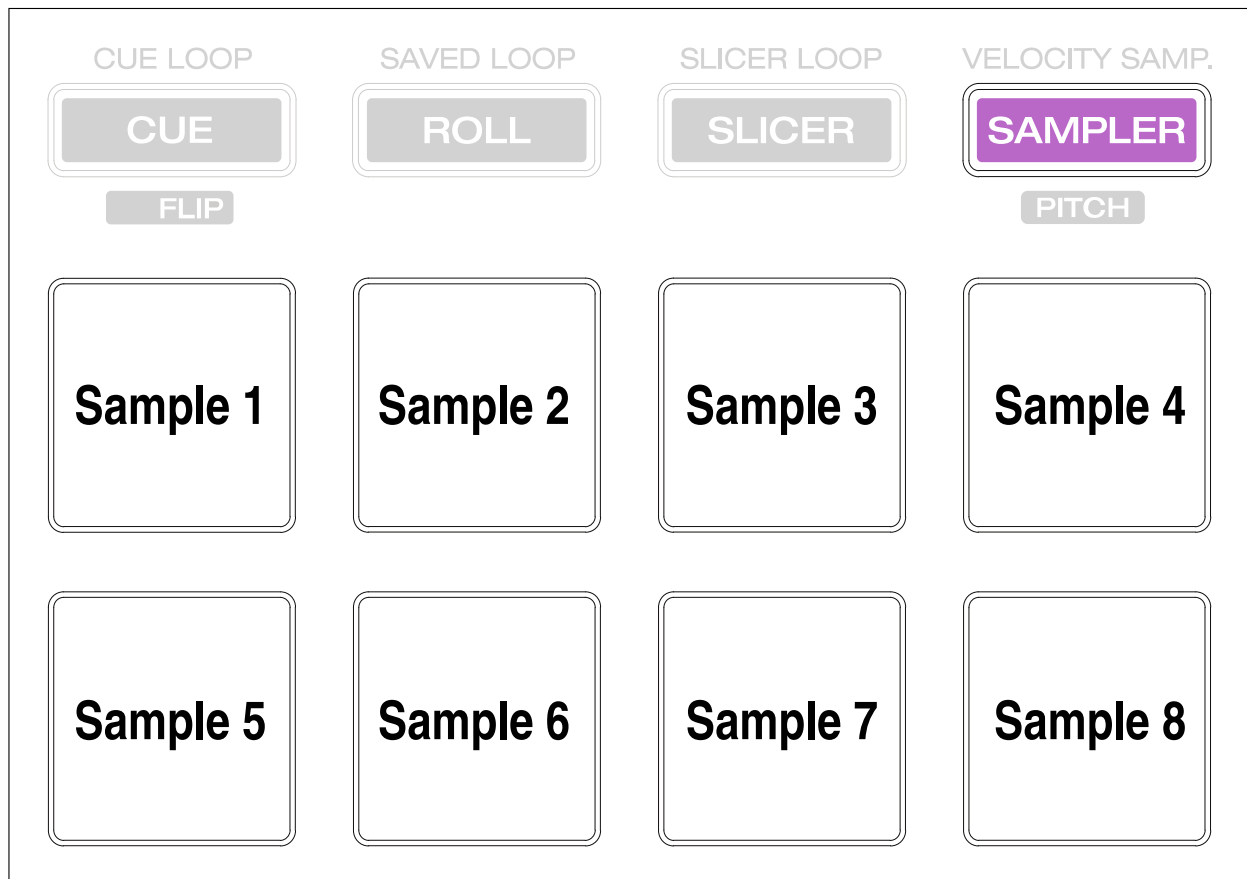 CUE LOOP SAVED LOOP SLICER LOOP VELOCITY SAMP.
CUE ROLL SLICER SAMPLER
FLIP PITCH
Sample 1 Sample 2 Sample 3 Sample 4
Sample 5 Sample 6 Sample 7 Sample 8